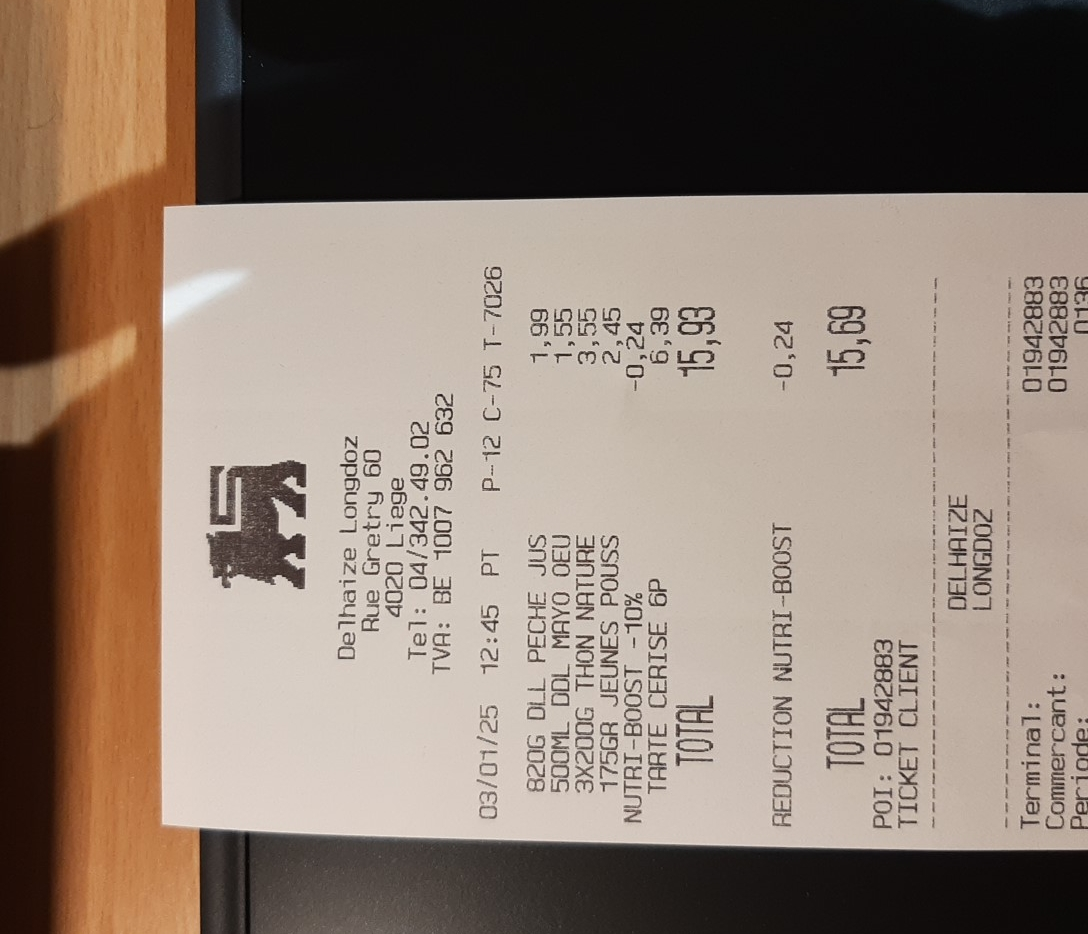 Delhaize Longdoz
Rue Gretry 60
4020 Liege
Tel: 04/342.49.02
TVA: BE 1007 962 632
03/01/25 12:45 PT P-12 C-75 T-7026
820G DLL PECHE JUS 1,99
500ML DDL MAYO OEU 1,55
3X200G THON NATURE 3,55
175GR JEUNES POUSS 2,45
NUTRI-BOOST -10% -0,24
TARTE CERISE 6P 6,39
TOTAL 15,93
REDUCTION NUTRI-BOOST -0,24
TOTAL 15,69
POI: 01942883
TICKET CLIENT
DELHAIZE
LONGDOZ
Terminal: 01942883
Commercant: 01942883
Periode: 0136